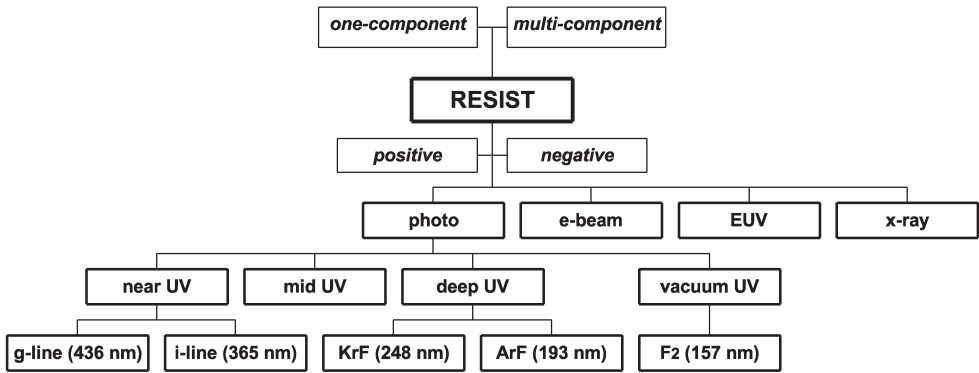 one-component
multi-component
RESIST
positive
negative
photo
e-beam
EUV
x-ray
near UV
mid UV
deep UV
vacuum UV
g-line (436 nm)
i-line (365 nm)
KrF (248 nm)
ArF (193 nm)
F2 (157 nm)